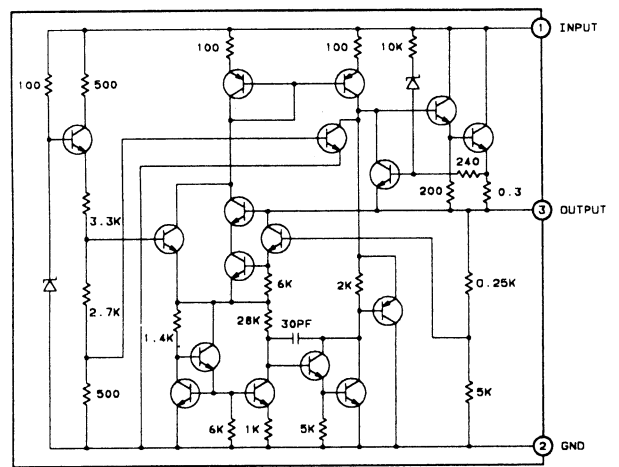 1 INPUT
100
100
10K
100
500
240
200
0.3
3 OUTPUT
3.3K
6K
2K
0.25K
2.7K
28K
30PF
1.4K
500
5K
6K
1K
5K
2 GND